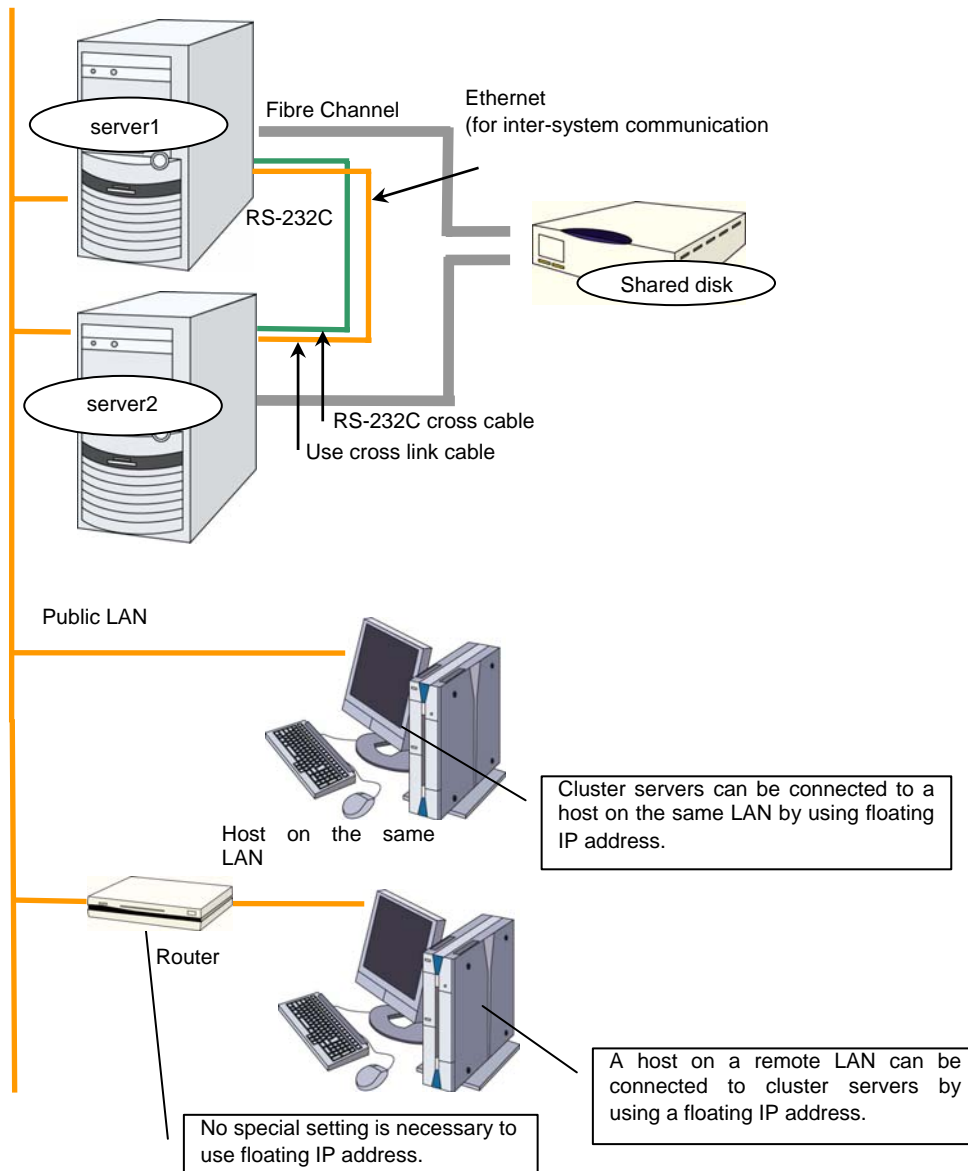 Fibre Channel
Ethernet
(for inter-system communication
server1
RS-232C
Shared disk
server2
RS-232C cross cable
Use cross link cable
Public LAN
Cluster servers can be connected to a
host on the same LAN by using floating
IP address.
Host on the same
LAN
Router
A host on a remote LAN can be
connected to cluster servers by
using a floating IP address.
No special setting is necessary to
use floating IP address.